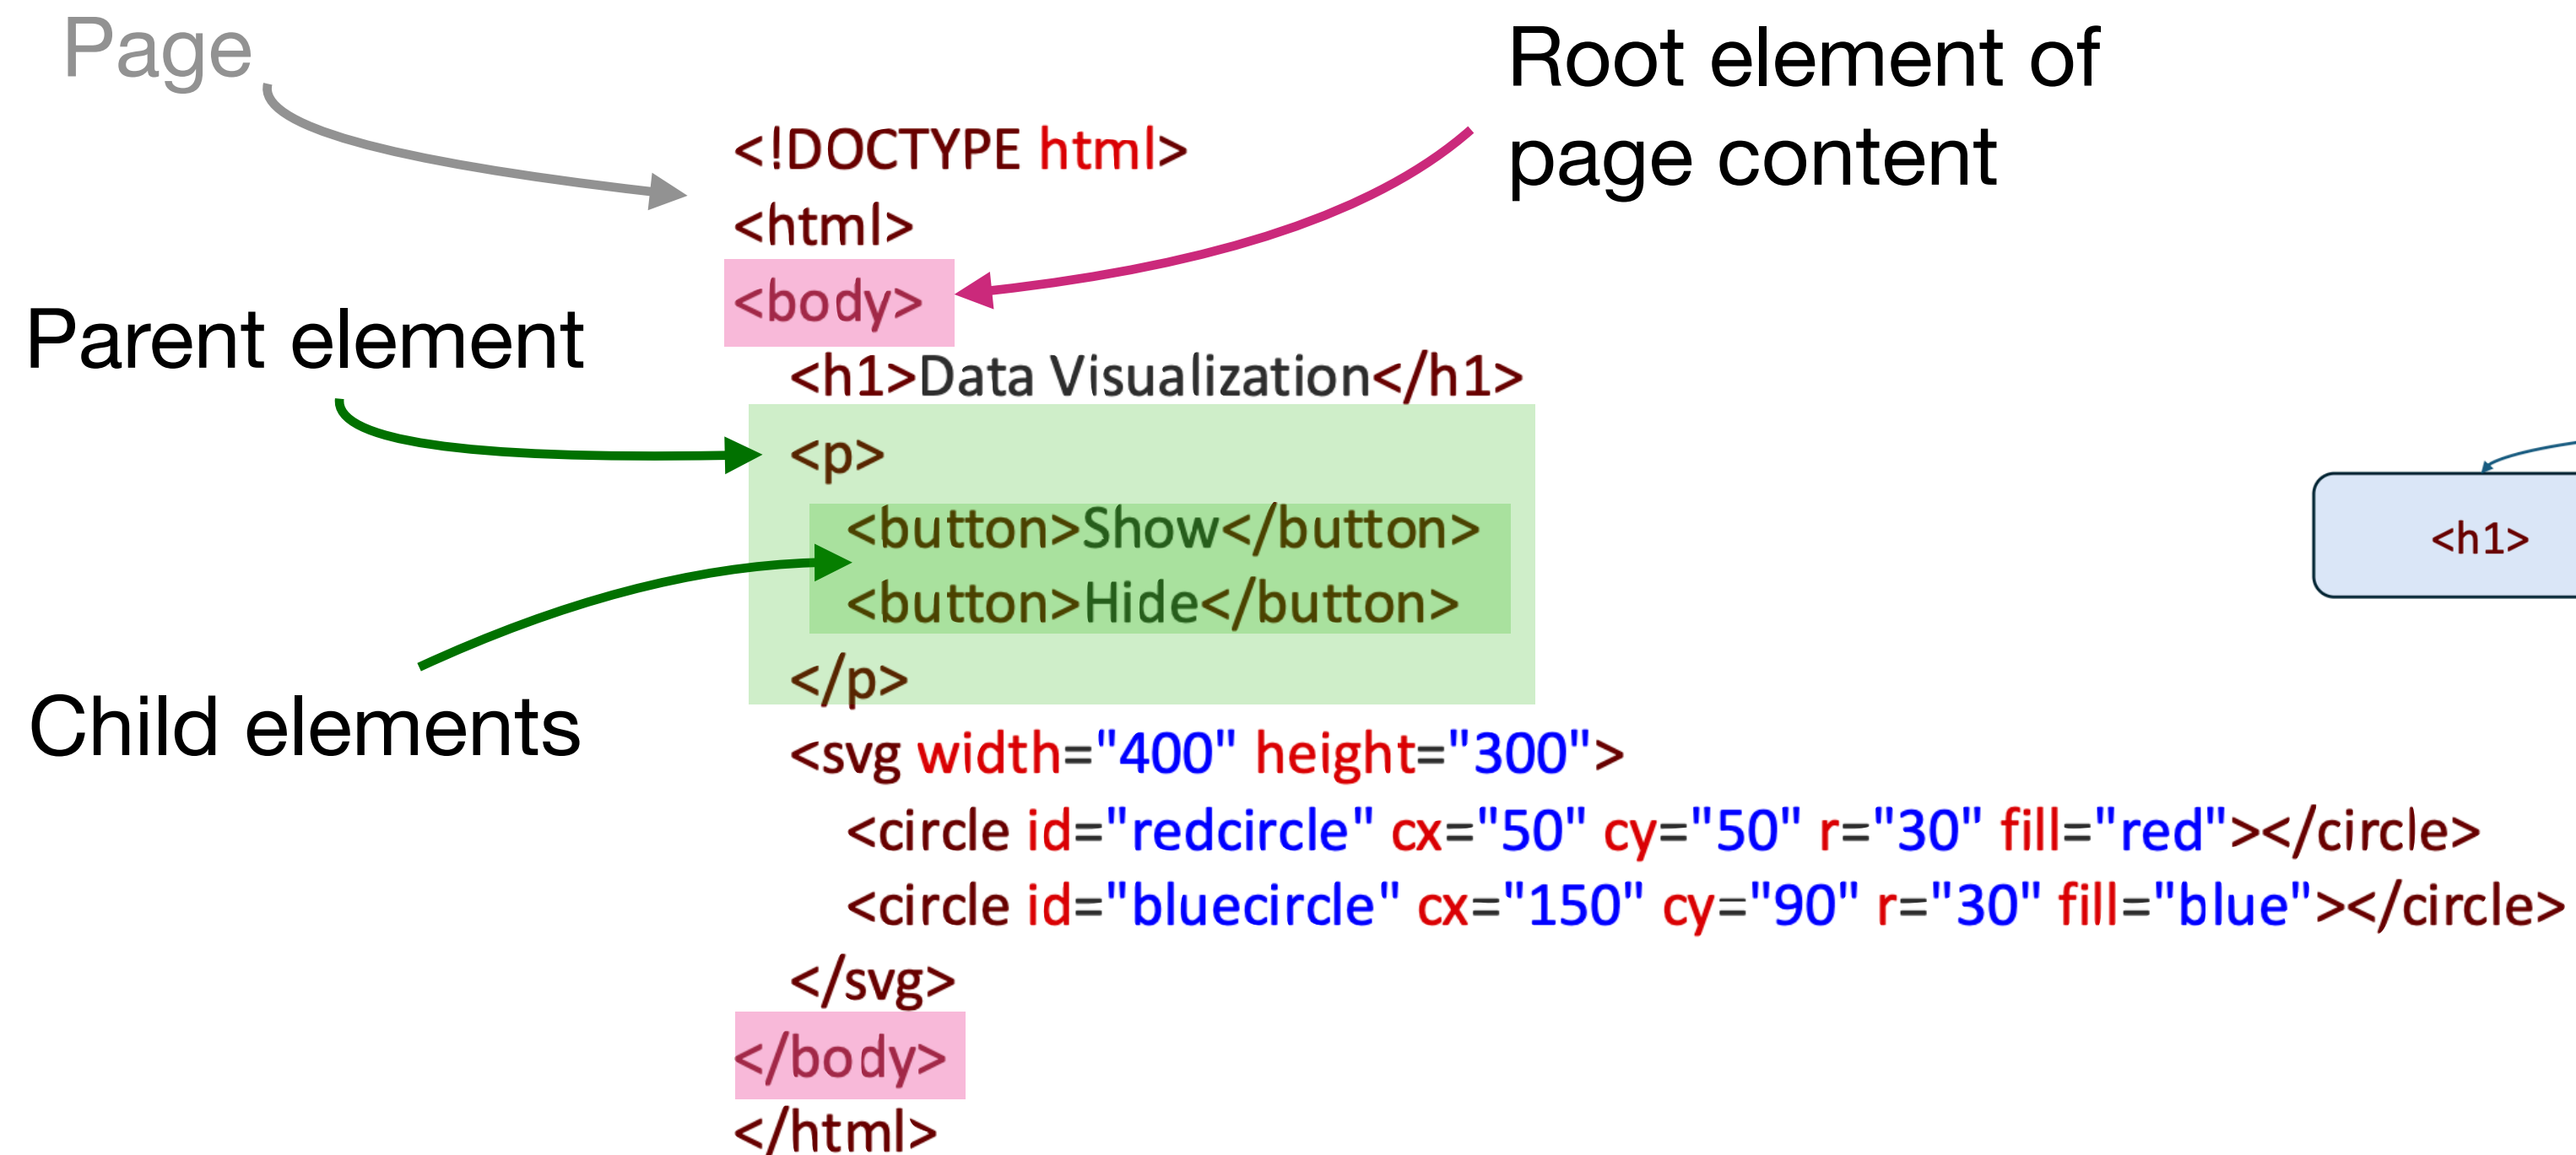 Page
Root element of
page content
<!DOCTYPE html>
<html>
<body>
Parent element
<h1>Data Visualization</h1>
<p>
<button>Show</button>
<h1>
<button>Hide</button>
</p>
Child elements
<svg width="400" height="300">
<circle id="redcircle" cx="50" cy="50" r="30" fill="red"></circle>
<circle id="bluecircle" cx="150" cy="90" r="30" fill="blue"></circle>
</svg>
</body>
</html>